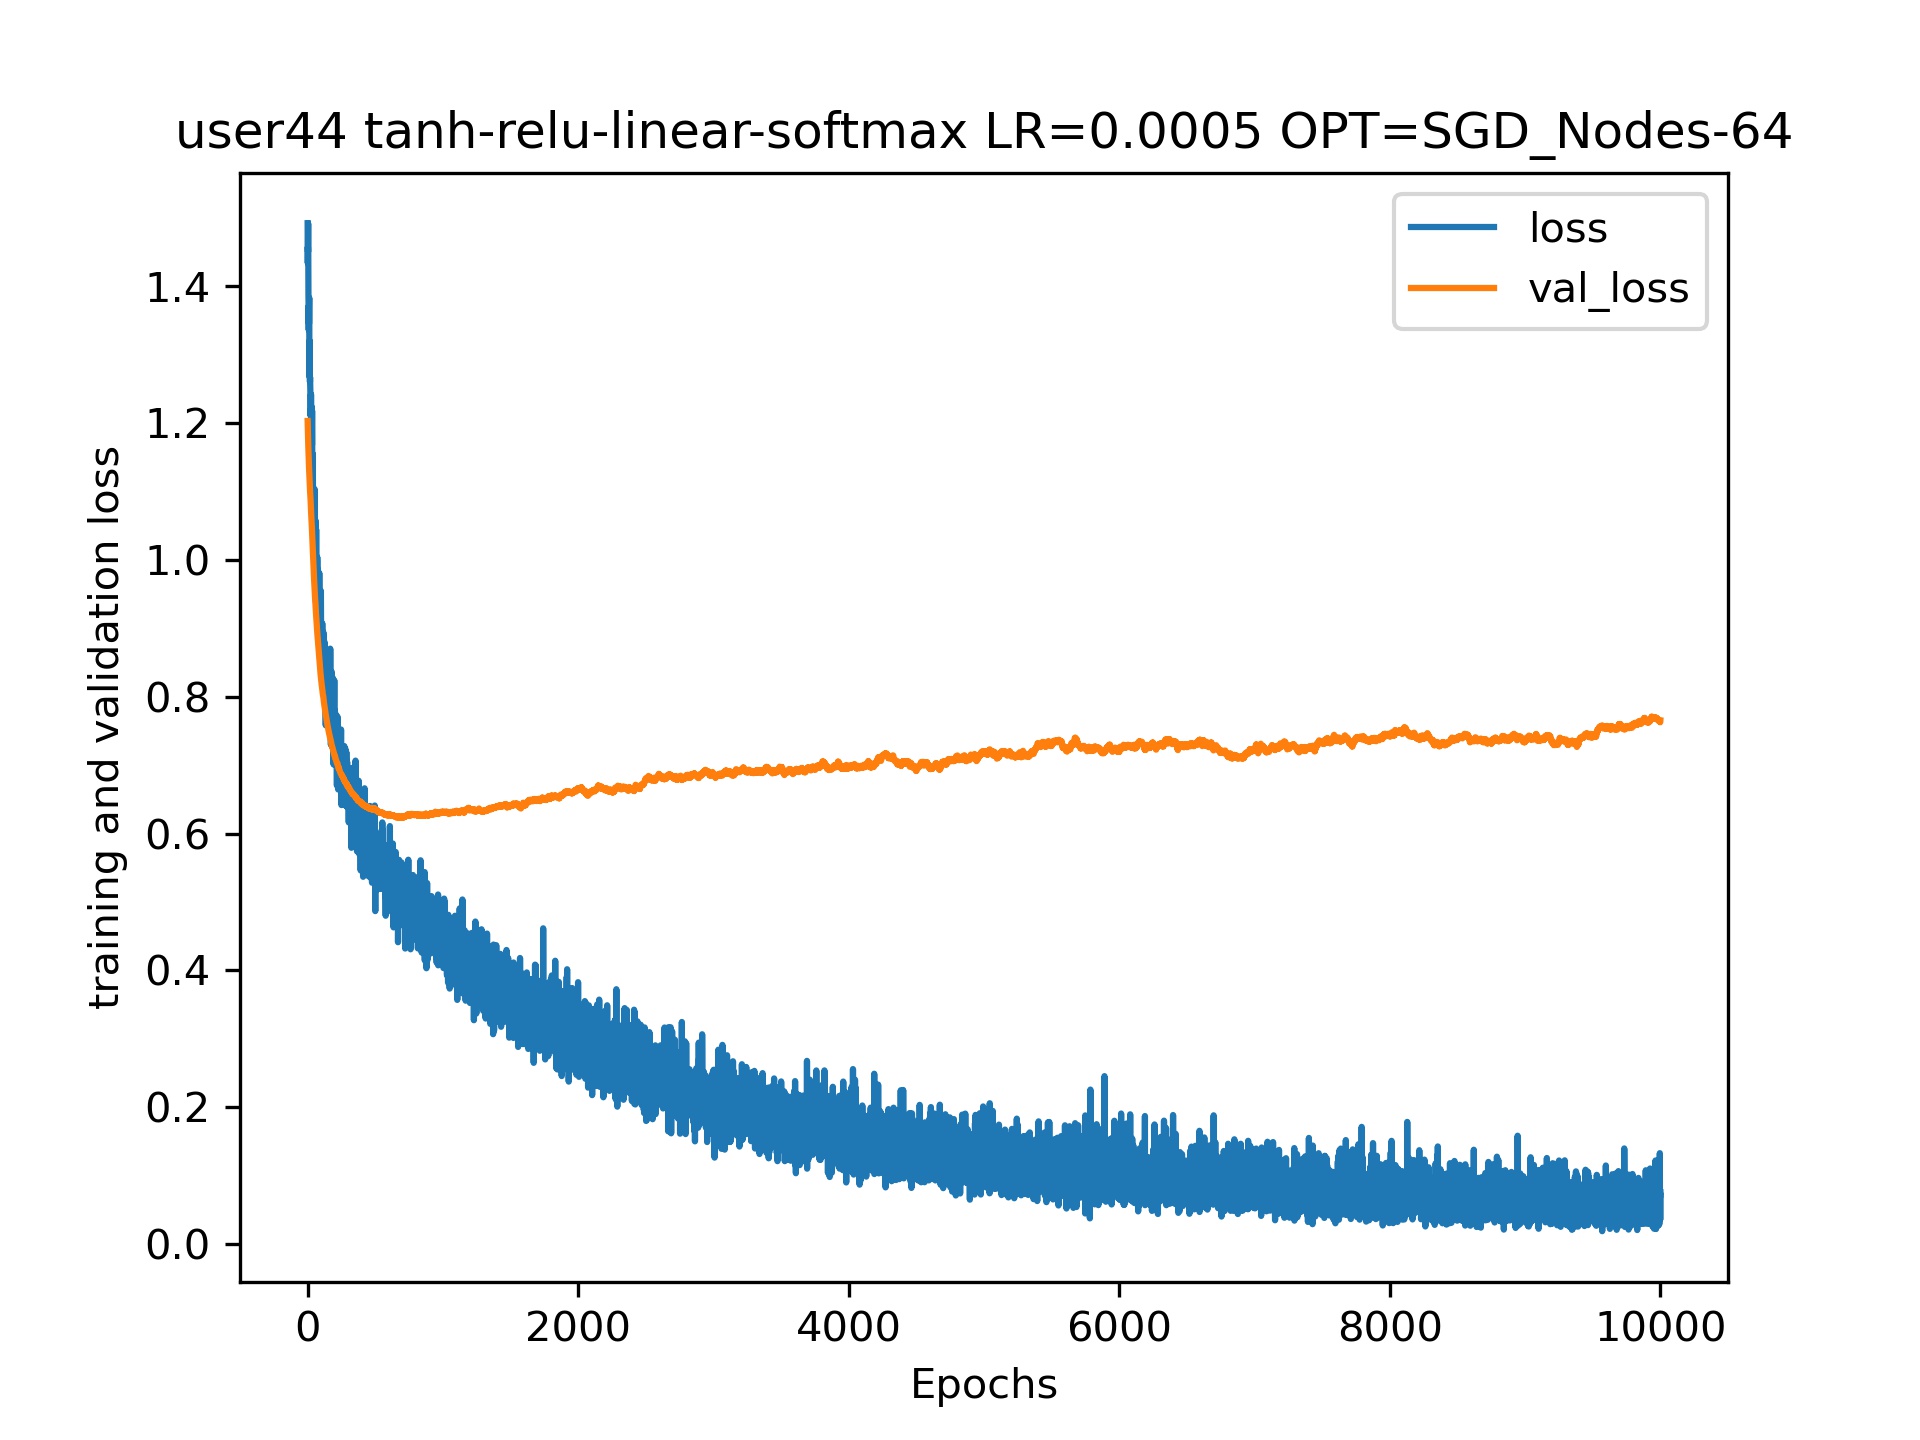 user44 tanh-relu-linear-softmax LR=0.0005 OPT=SGD_Nodes-64
loss
val_loss
training and validation loss
1.4
1.2
1.0
0.8
0.6
0.4
0.2
0.0
0 2000 4000 6000 8000 10000
Epochs